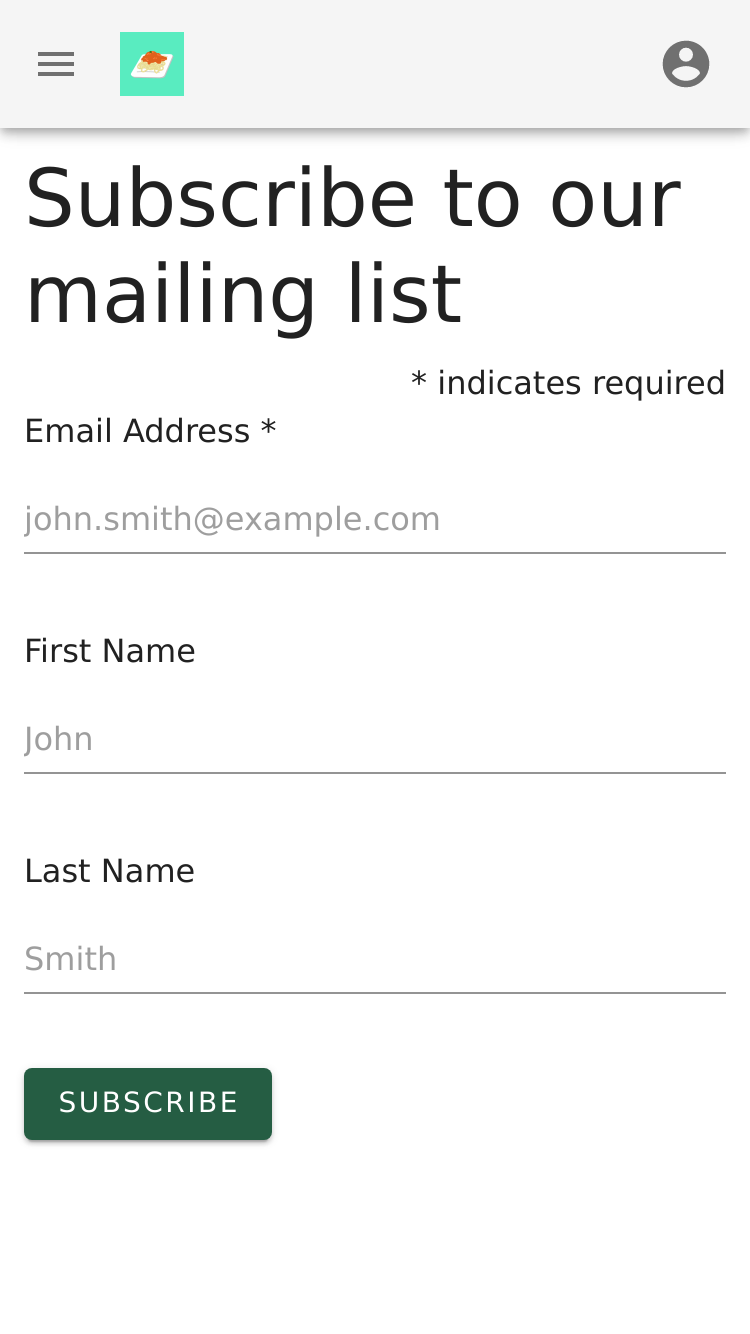 Subscribe to our
mailing list
* indicates required
Email Address *
john.smith@example.com
First Name
John
Last Name
Smith
SUBSCRIBE